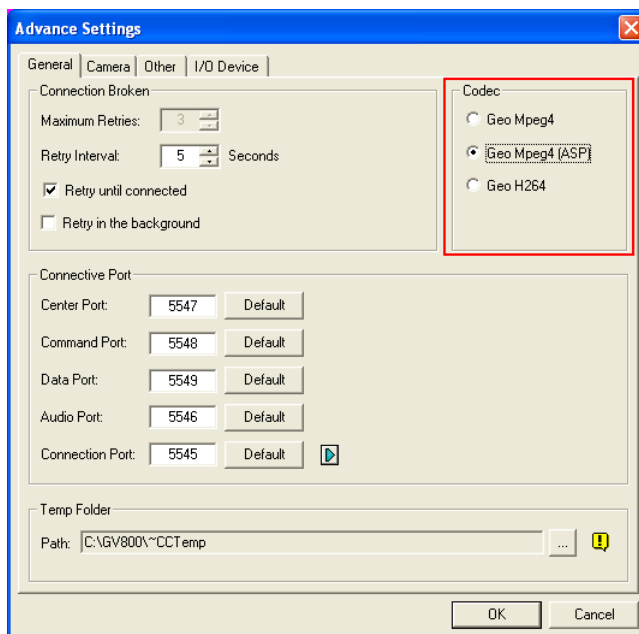 Advance Settings
General Camera Other I/O Device
Connection Broken
Maximum Retries: 3
Retry Interval: 5 Seconds
Retry until connected
Retry in the background
Codec
Geo Mpeg4
Geo Mpeg4 (ASP)
Geo H264
Connective Port
Center Port: 5547 Default
Command Port: 5548 Default
Data Port: 5549 Default
Audio Port: 5546 Default
Connection Port: 5545 Default
Temp Folder
Path: C:\GV800\~CCTemp ...
OK Cancel